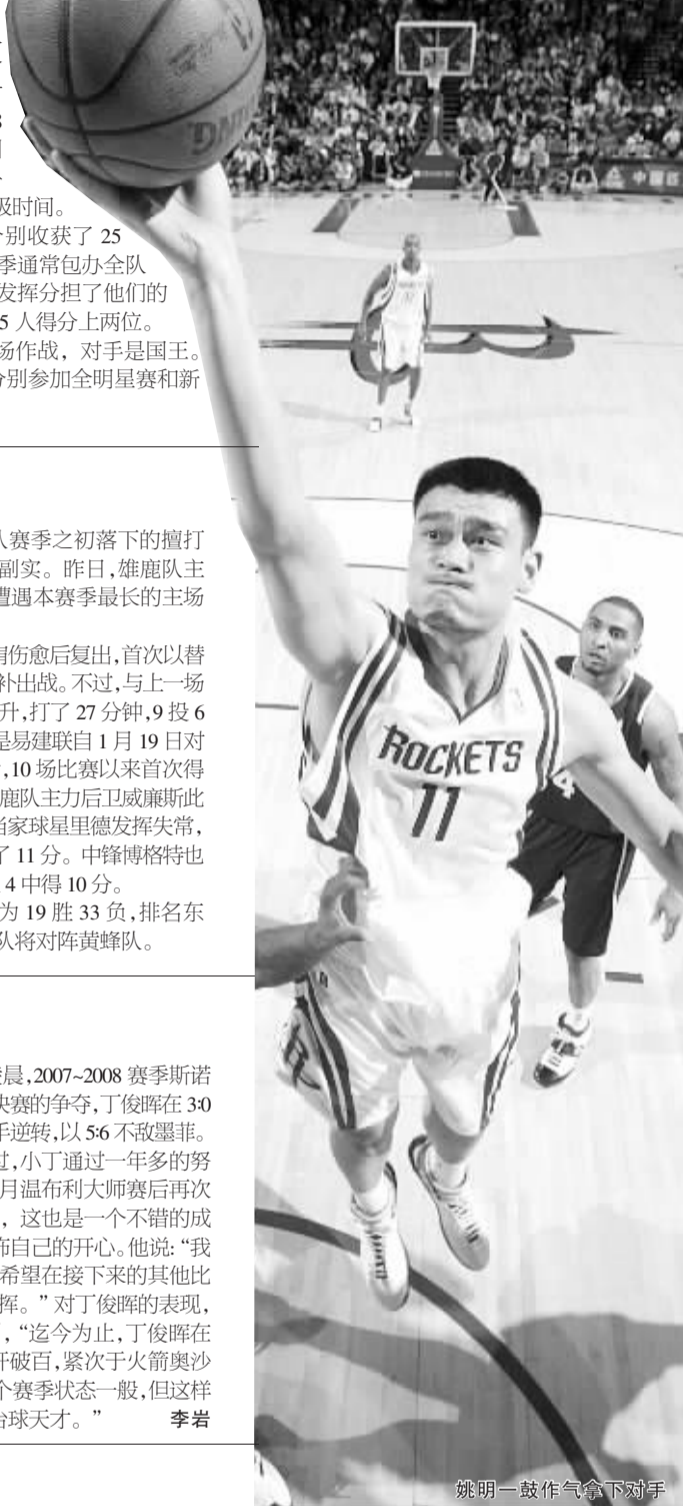 级时间。
分别收获了 25
季通常包办全队
发挥分担了他们的
5 人得分上两位。
场作战，对手是国王。
分别参加全明星赛和新
人赛季之初落下的擅打
副实。昨日，雄鹿队主
遭遇本赛季最长的主场
伤愈后复出，首次以替
补出战。不过，与上一场
升，打了 27 分钟，9 投 6
是易建联自 1 月 19 日对
，10 场比赛以来首次得
鹿队主力后卫威廉斯此
当家球星里德发挥失常，
了 11 分。中锋博格特也
4 中得 10 分。
为 19 胜 33 负，排名东
队将对阵黄蜂队。
凌晨，2007~2008 赛季斯诺
决赛的争夺，丁俊晖在 3:0
手逆转，以 5:6 不敌墨菲。
过，小丁通过一年多的努
月温布利大师赛后再次
，这也是一个不错的成
饰自己的开心。他说：“我
希望在接下来的其他比
挥。”对丁俊晖的表现，
，“迄今为止，丁俊晖在
杆破百，紧次于火箭奥沙
个赛季状态一般，但这样
台球天才。” 李岩
ROCKETS
11
姚明一鼓作气拿下对手